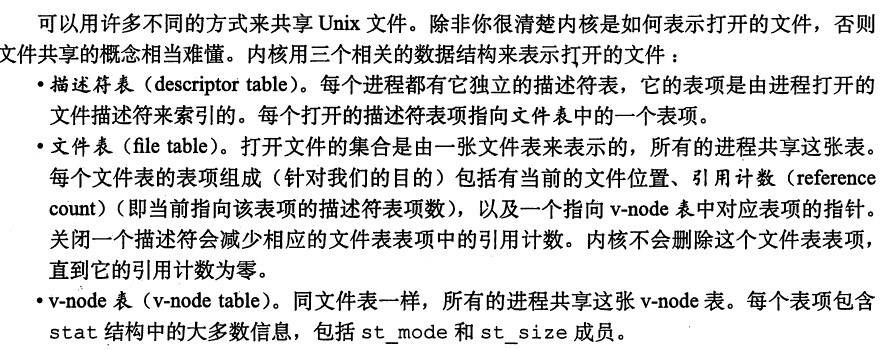 可以用许多不同的方式来共享 Unix 文件。除非你很清楚内核是如何表示打开的文件，否则
文件共享的概念相当难懂。内核用三个相关的数据结构来表示打开的文件：
• 描述符表（descriptor table）。每个进程都有它独立的描述符表，它的表项是由进程打开的
文件描述符来索引的。每个打开的描述符表项指向文件表中的一个表项。
• 文件表（file table）。打开文件的集合是由一张文件表来表示的，所有的进程共享这张表。
每个文件表的表项组成（针对我们的目的）包括有当前的文件位置、引用计数（reference
count）（即当前指向该表项的描述符表项数），以及一个指向 v-node 表中对应表项的指针。
关闭一个描述符会减少相应的文件表表项中的引用计数。内核不会删除这个文件表表项，
直到它的引用计数为零。
• v-node 表（v-node table）。同文件表一样，所有的进程共享这张 v-node 表。每个表项包含
stat 结构中的大多数信息，包括 st_mode 和 st_size 成员。